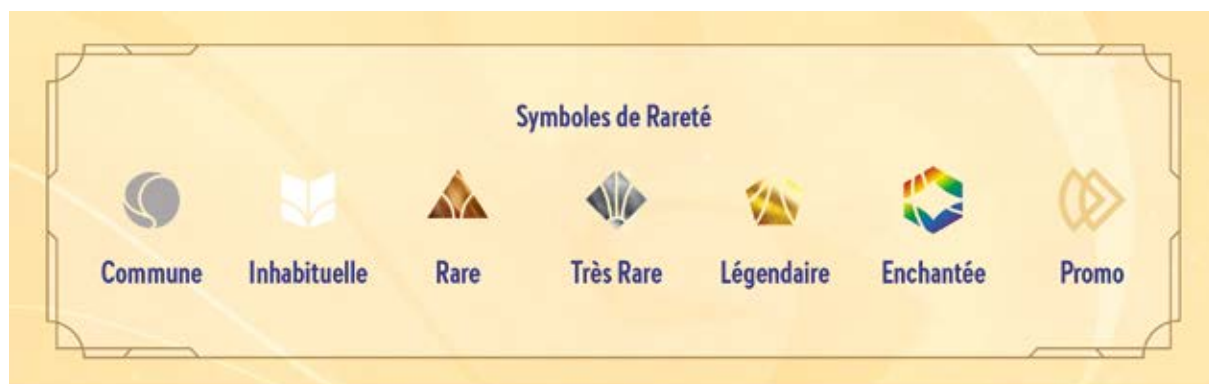 Symboles de Rareté
Commune Inhabituelle Rare Très Rare Légendaire Enchantée Promo